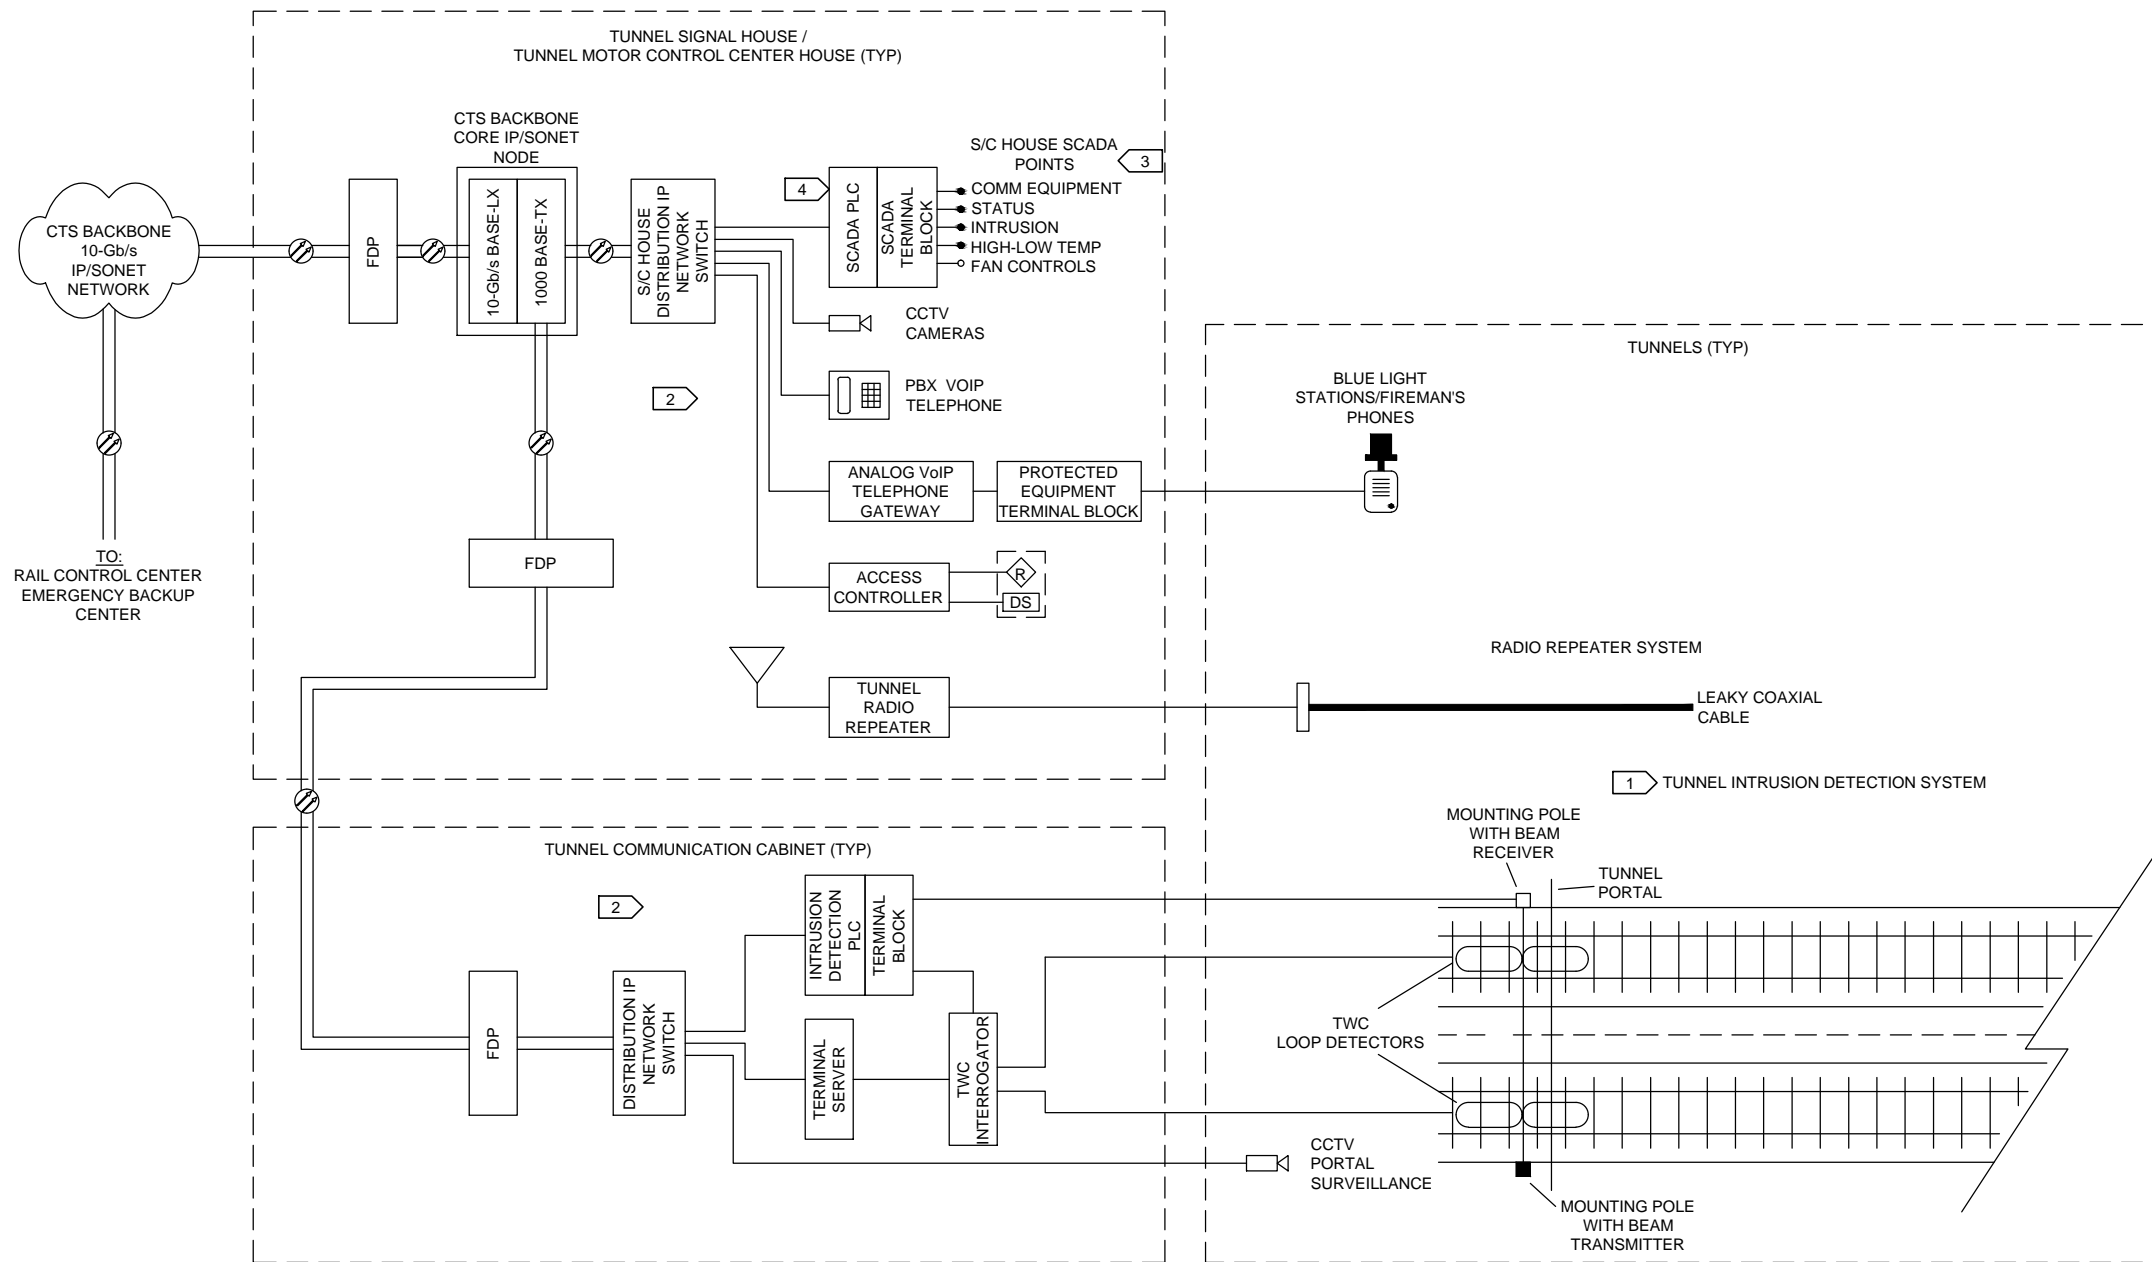 TUNNEL SIGNAL HOUSE /
TUNNEL MOTOR CONTROL CENTER HOUSE (TYP)
CTS BACKBONE
CORE IP/SONET
NODE
S/C HOUSE SCADA
POINTS
3
CTS BACKBONE
10-Gb/s
IP/SONET
NETWORK
FDP
10-Gb/s BASE-LX
1000 BASE-TX
S/C HOUSE
DISTRIBUTION IP
NETWORK
SWITCH
4
SCADA PLC
SCADA
TERMINAL
BLOCK
COMM EQUIPMENT
STATUS
INTRUSION
HIGH-LOW TEMP
FAN CONTROLS
CCTV
CAMERAS
2
PBX VOIP
TELEPHONE
ANALOG VoIP
TELEPHONE
GATEWAY
PROTECTED
EQUIPMENT
TERMINAL BLOCK
FDP
ACCESS
CONTROLLER
R
DS
TO:
RAIL CONTROL CENTER
EMERGENCY BACKUP
CENTER
TUNNEL
RADIO
REPEATER
TUNNELS (TYP)
BLUE LIGHT
STATIONS/FIREMAN'S
PHONES
RADIO REPEATER SYSTEM
LEAKY COAXIAL
CABLE
1
TUNNEL INTRUSION DETECTION SYSTEM
MOUNTING POLE
WITH BEAM
RECEIVER
TUNNEL
PORTAL
TWC
LOOP DETECTORS
CCTV
PORTAL
SURVEILLANCE
MOUNTING POLE
WITH BEAM
TRANSMITTER
TUNNEL COMMUNICATION CABINET (TYP)
2
INTRUSION
DETECTION
PLC
TERMINAL
BLOCK
FDP
DISTRIBUTION IP
NETWORK
SWITCH
TERMINAL
SERVER
TWC
INTERROGATOR